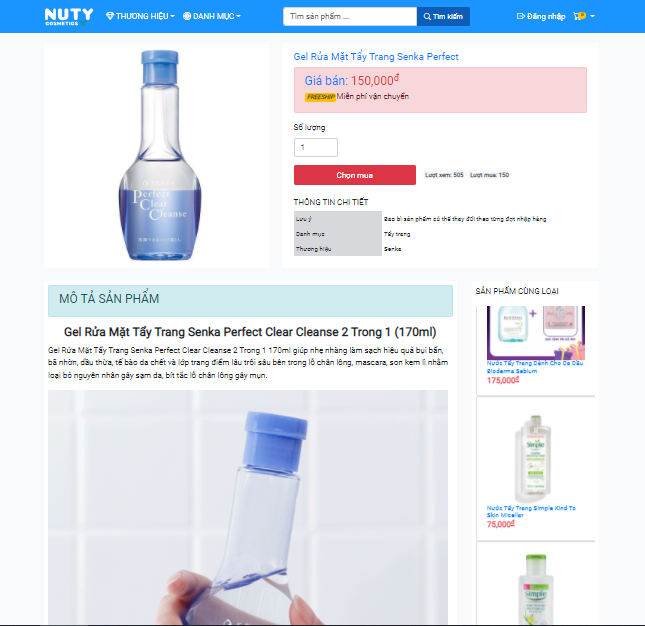 NUTY
COSMETICS
THƯƠNG HIỆU
DANH MỤC
Tìm sản phẩm ...
Tìm kiếm
Đăng nhập
0
Gel Rửa Mặt Tẩy Trang Senka Perfect
Giá bán: 150,000đ
FREESHIP Miễn phí vận chuyển
Số lượng
1
Chọn mua
Lượt xem: 505 Lượt mua: 150
THÔNG TIN CHI TIẾT
Lưu ý Bao bì sản phẩm có thể thay đổi theo từng đợt nhập hàng
Danh mục Tẩy trang
Thương hiệu Senka
Perfect
Clear
Cleanse
MÔ TẢ SẢN PHẨM
Gel Rửa Mặt Tẩy Trang Senka Perfect Clear Cleanse 2 Trong 1 (170ml)
Gel Rửa Mặt Tẩy Trang Senka Perfect Clear Cleanse 2 Trong 1 170ml giúp nhẹ nhàng làm sạch hiệu quả bụi bẩn,
bã nhờn, dầu thừa, tế bào da chết và lớp trang điểm lâu trôi sâu bên trong lỗ chân lông, mascara, son kem lì nhằm
loại bỏ nguyên nhân gây sạm da, bít tắc lỗ chân lông gây mụn.
SẢN PHẨM CÙNG LOẠI
Nước Tẩy Trang Dành Cho Da Dầu
Bioderma Sebium
175,000đ
Simple
Nước Tẩy Trang Simple Kind To
Skin Micellar
75,000đ
simple